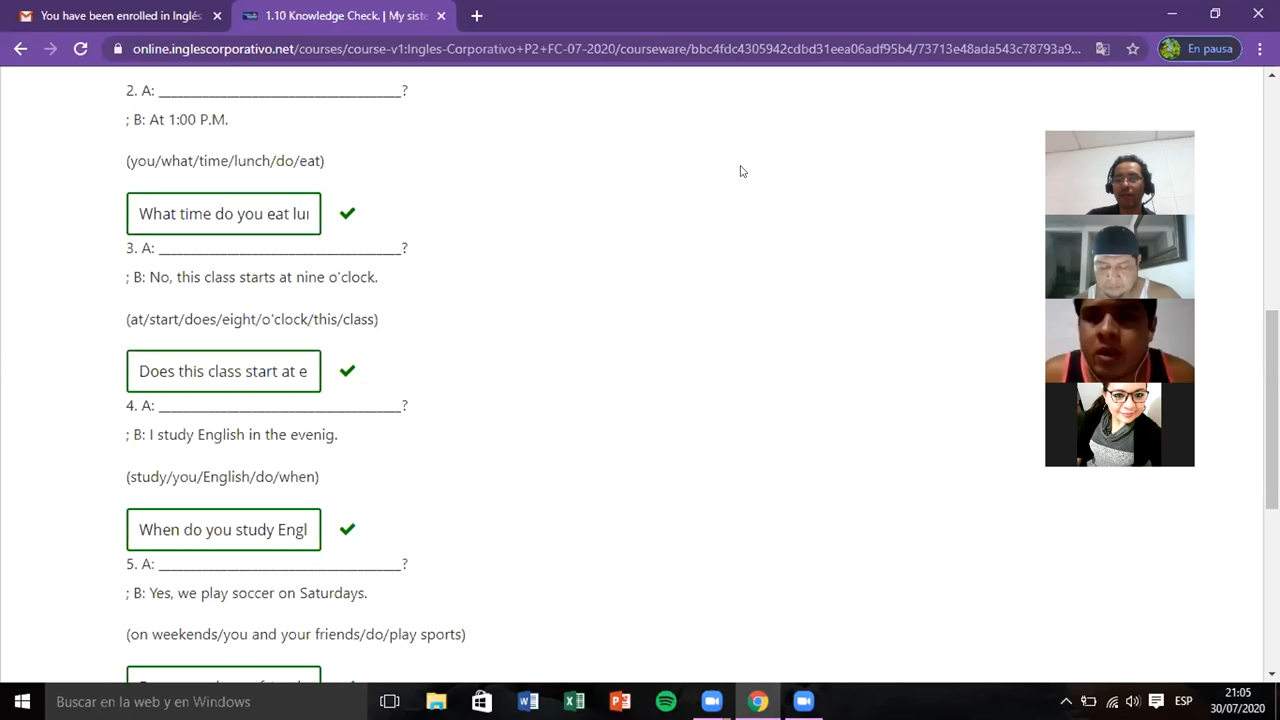 You have been enrolled in Inglés
1.10 Knowledge Check. | My siste
online.inglescorporativo.net/courses/course-v1:Ingles-Corporativo+P2+FC-07-2020/courseware/bbc4fdc4305942cdbd31eea06adf95b4/73713e48ada543c78793a9...
En pausa
2. A: ___________________________________?
; B: At 1:00 P.M.
(you/what/time/lunch/do/eat)
What time do you eat lu
3. A: ___________________________________?
; B: No, this class starts at nine o'clock.
(at/start/does/eight/o'clock/this/class)
Does this class start at e
4. A: ___________________________________?
; B: I study English in the evenig.
(study/you/English/do/when)
When do you study Engl
5. A: ___________________________________?
; B: Yes, we play soccer on Saturdays.
(on weekends/you and your friends/do/play sports)
Buscar en la web y en Windows
ESP
21:05
30/07/2020